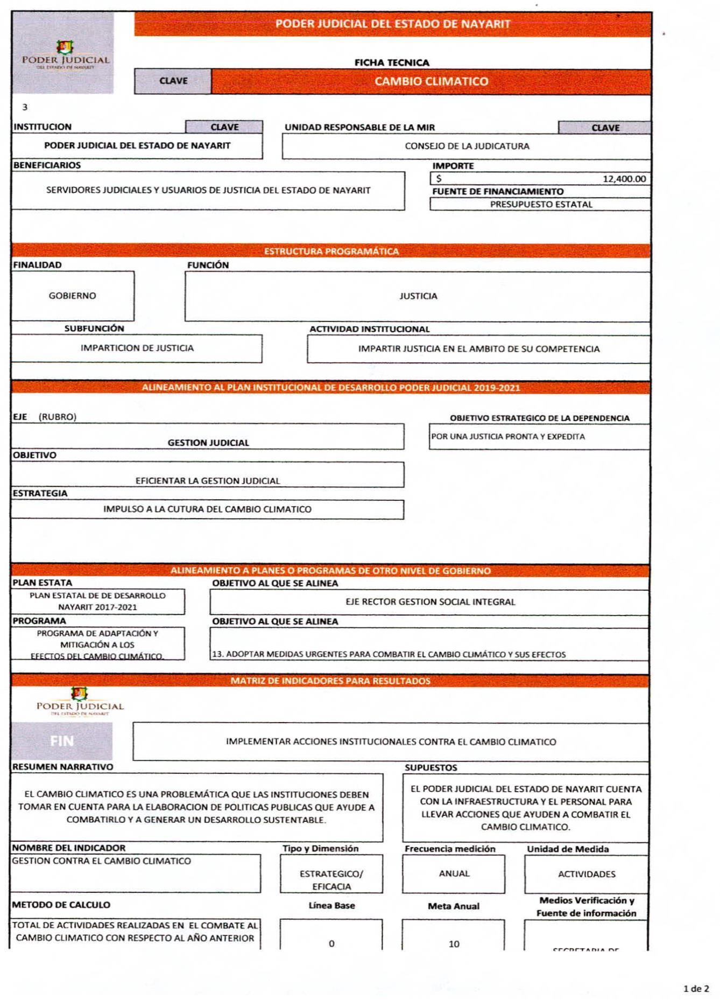 PODER JUDICIAL DEL ESTADO DE NAYARIT
PODER JUDICIAL
DEL ESTADO DE NAYARIT
FICHA TECNICA
CLAVE
CAMBIO CLIMATICO
3
INSTITUCION
CLAVE
UNIDAD RESPONSABLE DE LA MIR
CLAVE
PODER JUDICIAL DEL ESTADO DE NAYARIT
CONSEJO DE LA JUDICATURA
BENEFICIARIOS
IMPORTE
$ 12,400.00
SERVIDORES JUDICIALES Y USUARIOS DE JUSTICIA DEL ESTADO DE NAYARIT
FUENTE DE FINANCIAMIENTO
PRESUPUESTO ESTATAL
ESTRUCTURA PROGRAMÁTICA
FINALIDAD
FUNCIÓN
GOBIERNO
JUSTICIA
SUBFUNCIÓN
ACTIVIDAD INSTITUCIONAL
IMPARTICION DE JUSTICIA
IMPARTIR JUSTICIA EN EL AMBITO DE SU COMPETENCIA
ALINEAMIENTO AL PLAN INSTITUCIONAL DE DESARROLLO PODER JUDICIAL 2019-2021
EJE (RUBRO)
OBJETIVO ESTRATEGICO DE LA DEPENDENCIA
GESTION JUDICIAL
POR UNA JUSTICIA PRONTA Y EXPEDITA
OBJETIVO
EFICIENTAR LA GESTION JUDICIAL
ESTRATEGIA
IMPULSO A LA CUTURA DEL CAMBIO CLIMATICO
ALINEAMIENTO A PLANES O PROGRAMAS DE OTRO NIVEL DE GOBIERNO
PLAN ESTATA
OBJETIVO AL QUE SE ALINEA
PLAN ESTATAL DE DE DESARROLLO
NAYARIT 2017-2021
EJE RECTOR GESTION SOCIAL INTEGRAL
PROGRAMA
OBJETIVO AL QUE SE ALINEA
PROGRAMA DE ADAPTACIÓN Y
MITIGACIÓN A LOS
EFECTOS DEL CAMBIO CLIMÁTICO.
13. ADOPTAR MEDIDAS URGENTES PARA COMBATIR EL CAMBIO CLIMÁTICO Y SUS EFECTOS
MATRIZ DE INDICADORES PARA RESULTADOS
PODER JUDICIAL
DEL ESTADO DE NAYARIT
FIN
IMPLEMENTAR ACCIONES INSTITUCIONALES CONTRA EL CAMBIO CLIMATICO
RESUMEN NARRATIVO
SUPUESTOS
EL CAMBIO CLIMATICO ES UNA PROBLEMÁTICA QUE LAS INSTITUCIONES DEBEN
TOMAR EN CUENTA PARA LA ELABORACION DE POLITICAS PUBLICAS QUE AYUDE A
COMBATIRLO Y A GENERAR UN DESARROLLO SUSTENTABLE.
EL PODER JUDICIAL DEL ESTADO DE NAYARIT CUENTA
CON LA INFRAESTRUCTURA Y EL PERSONAL PARA
LLEVAR ACCIONES QUE AYUDEN A COMBATIR EL
CAMBIO CLIMATICO.
NOMBRE DEL INDICADOR
Tipo y Dimensión
Frecuencia medición
Unidad de Medida
GESTION CONTRA EL CAMBIO CLIMATICO
ESTRATEGICO/
EFICACIA
ANUAL
ACTIVIDADES
METODO DE CALCULO
Línea Base
Meta Anual
Medios Verificación y
Fuente de información
TOTAL DE ACTIVIDADES REALIZADAS EN EL COMBATE AL
CAMBIO CLIMATICO CON RESPECTO AL AÑO ANTERIOR
0
10
SECRETARIA DE
1 de 2